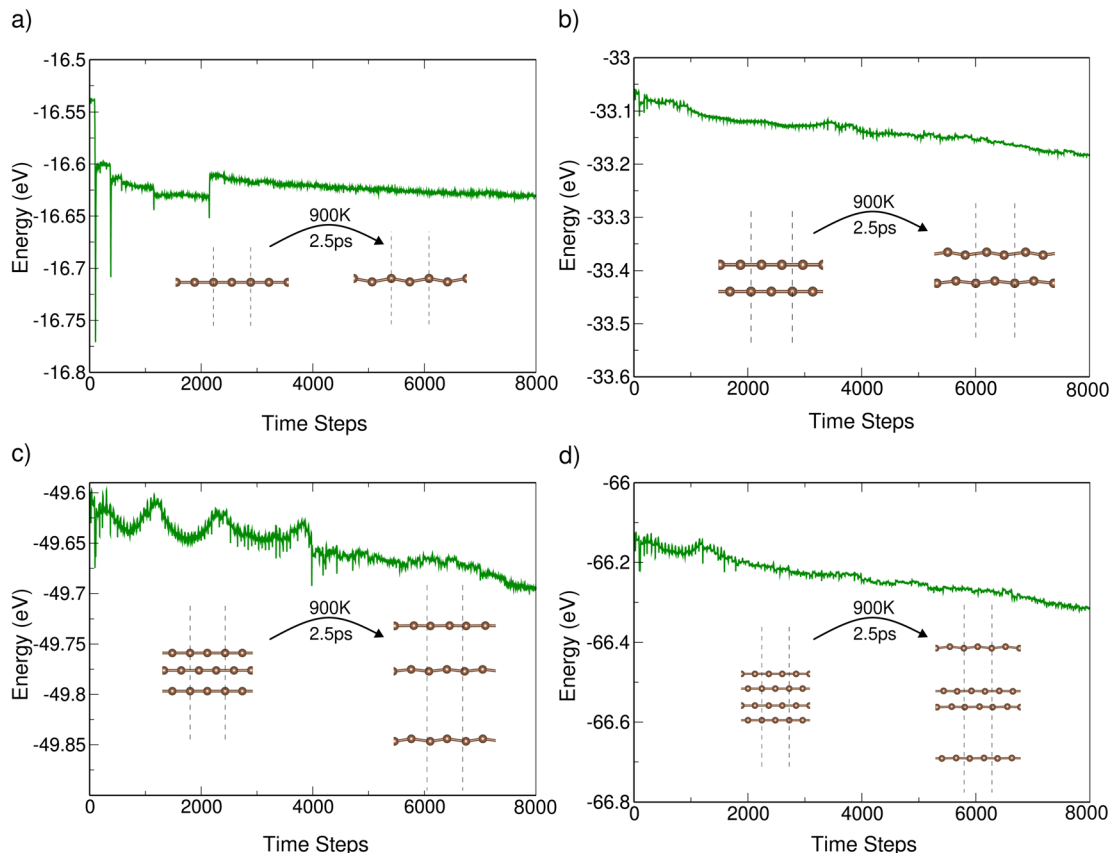 a)
-16.5
-16.55
-16.6
-16.65
-16.7
-16.75
-16.8
Energy (eV)
900K
2.5ps
0 2000 4000 6000 8000
Time Steps
b)
-33
-33.1
-33.2
-33.3
-33.4
-33.5
-33.6
Energy (eV)
900K
2.5ps
0 2000 4000 6000 8000
Time Steps
c)
-49.6
-49.65
-49.7
-49.75
-49.8
-49.85
Energy (eV)
900K
2.5ps
0 2000 4000 6000 8000
Time Steps
d)
-66
-66.2
-66.4
-66.6
-66.8
Energy (eV)
900K
2.5ps
0 2000 4000 6000 8000
Time Steps